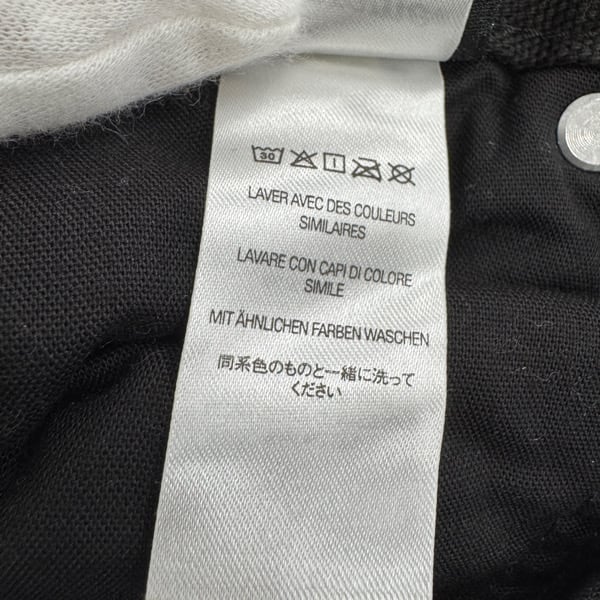 30
LAVER AVEC DES COULEURS
SIMILAIRES
LAVARE CON CAPI DI COLORE
SIMILE
MIT ÄHNLICHEN FARBEN WASCHEN
同系色のものと一緒に洗って
ください